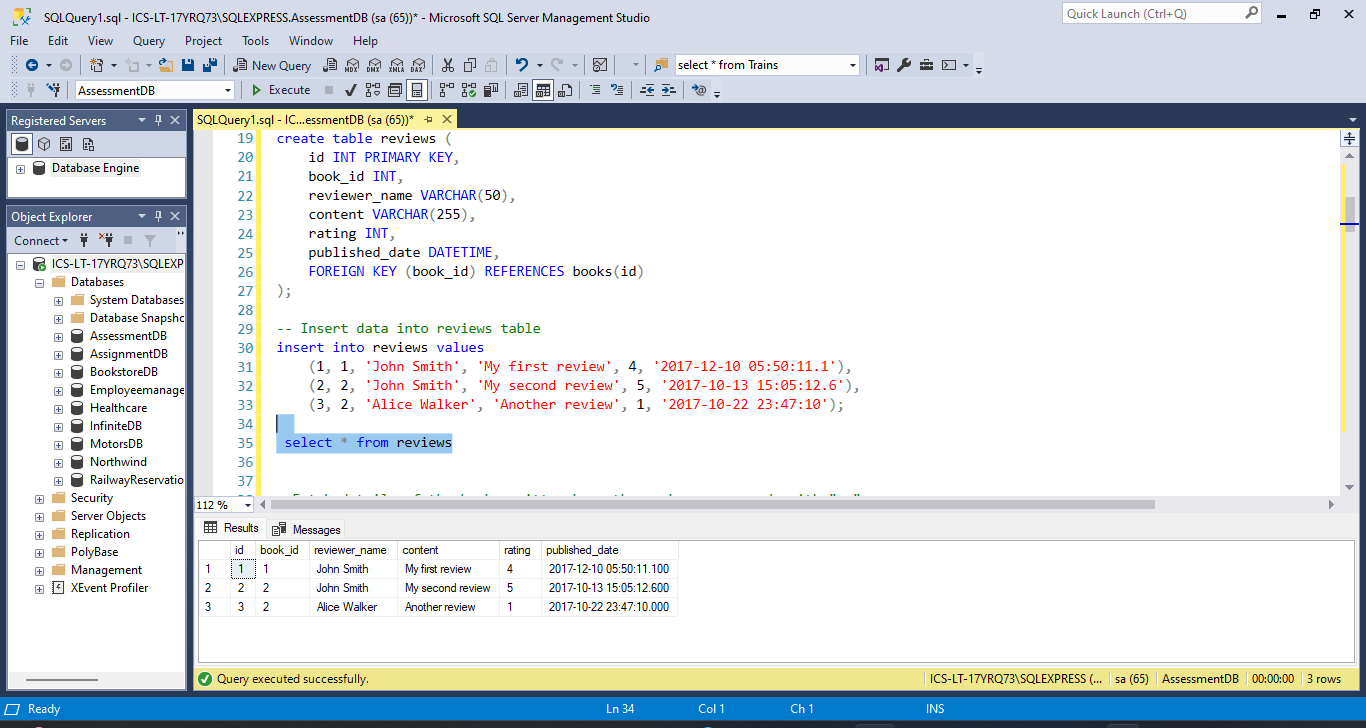 SQLQuery1.sql - ICS-LT-17YRQ73\SQLEXPRESS.AssessmentDB (sa (65))* - Microsoft SQL Server Management Studio
Quick Launch (Ctrl+Q)
File Edit View Query Project Tools Window Help
New Query MDX DMX XMLA DAX select * from Trains
AssessmentDB Execute
Registered Servers
Database Engine
Object Explorer
Connect
ICS-LT-17YRQ73\SQLEXP
Databases
System Databases
Database Snapshc
AssessmentDB
AssignmentDB
BookstoreDB
Employeemanage
Healthcare
InfiniteDB
MotorsDB
Northwind
RailwayReservatio
Security
Server Objects
Replication
PolyBase
Management
XEvent Profiler
SQLQuery1.sql - IC...essmentDB (sa (65))*
19 create table reviews (
20 id INT PRIMARY KEY,
21 book_id INT,
22 reviewer_name VARCHAR(50),
23 content VARCHAR(255),
24 rating INT,
25 published_date DATETIME,
26 FOREIGN KEY (book_id) REFERENCES books(id)
27 );
28
29 -- Insert data into reviews table
30 insert into reviews values
31 (1, 1, 'John Smith', 'My first review', 4, '2017-12-10 05:50:11.1'),
32 (2, 2, 'John Smith', 'My second review', 5, '2017-10-13 15:05:12.6'),
33 (3, 2, 'Alice Walker', 'Another review', 1, '2017-10-22 23:47:10');
34
35 select * from reviews
36
37
112 %
Results Messages
id book_id reviewer_name content rating published_date
1 1 1 John Smith My first review 4 2017-12-10 05:50:11.100
2 2 2 John Smith My second review 5 2017-10-13 15:05:12.600
3 3 2 Alice Walker Another review 1 2017-10-22 23:47:10.000
Query executed successfully. ICS-LT-17YRQ73\SQLEXPRESS (... sa (65) AssessmentDB 00:00:00 3 rows
Ready Ln 34 Col 1 Ch 1 INS